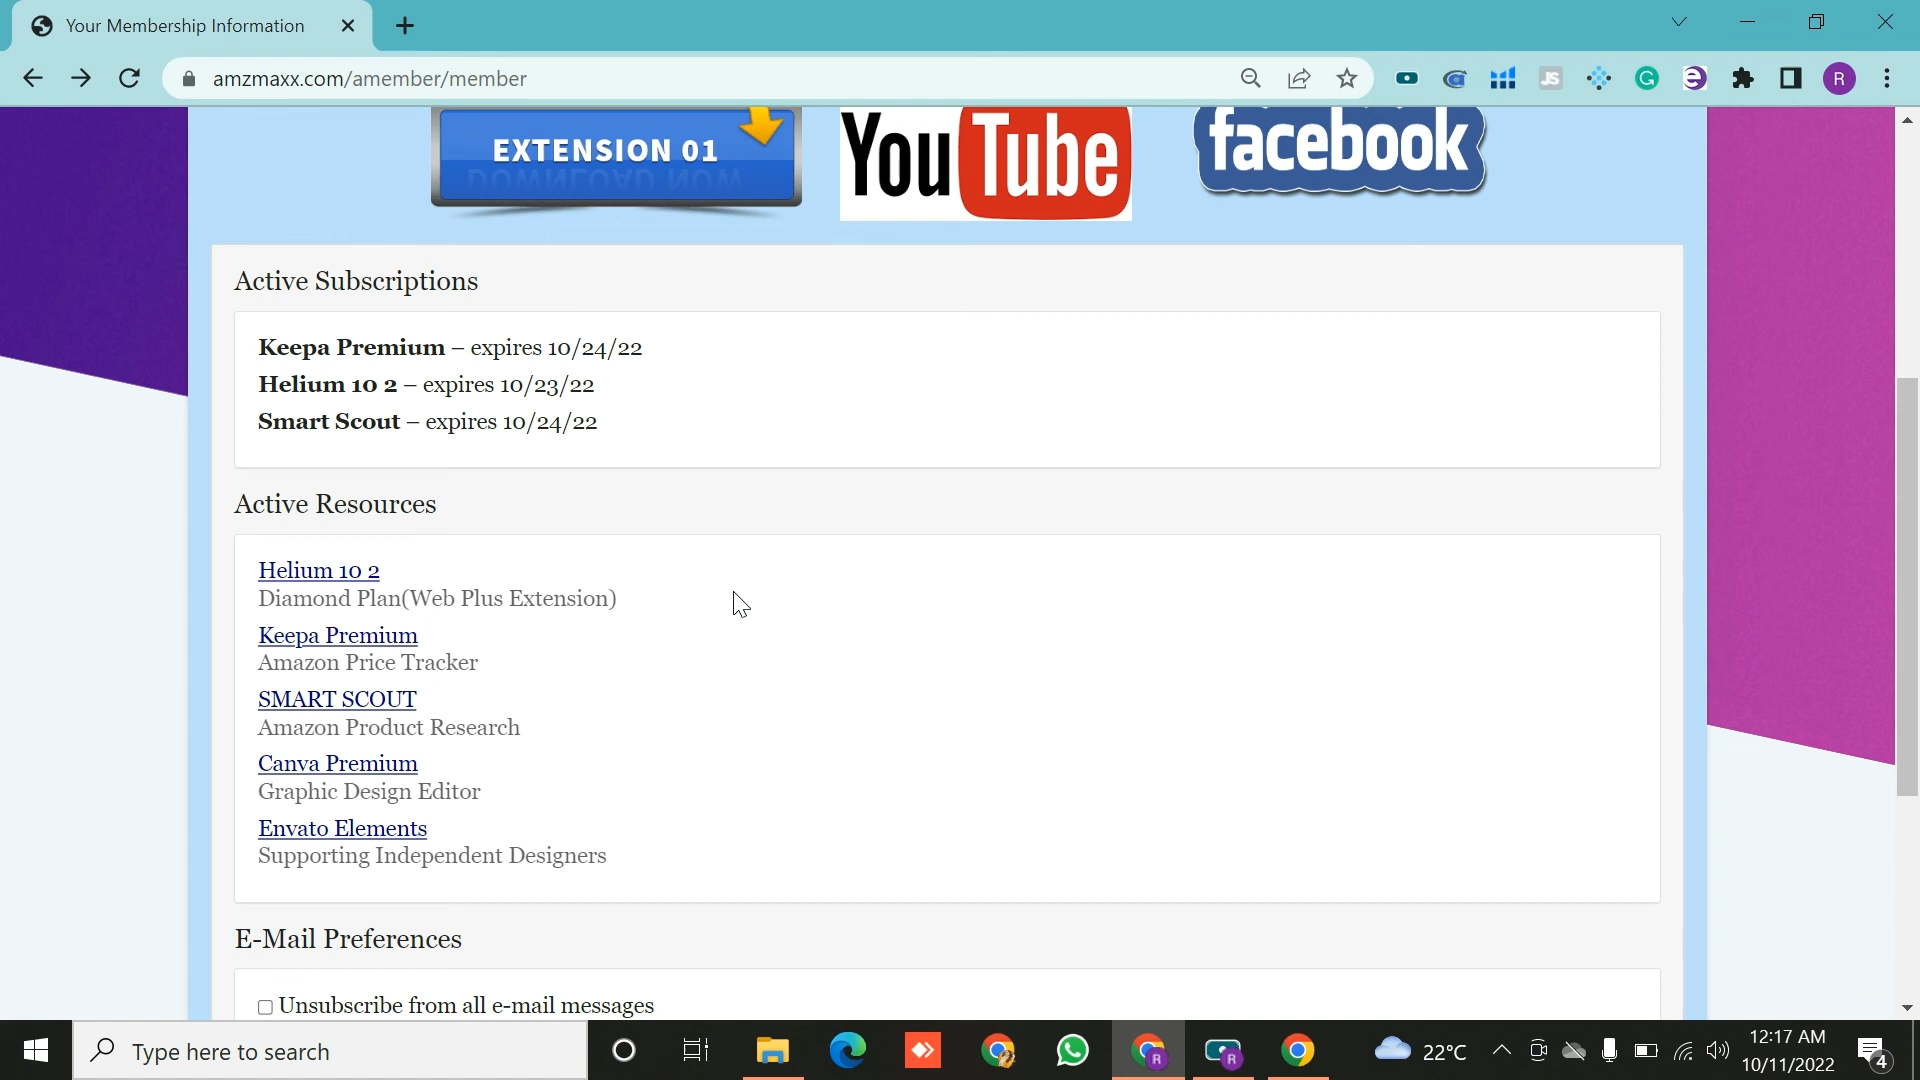 Your Membership Information
amzmaxx.com/amember/member
JS
R
EXTENSION 01
DOWNLOAD NOW
YouTube
facebook
Active Subscriptions
Keepa Premium – expires 10/24/22
Helium 10 2 – expires 10/23/22
Smart Scout – expires 10/24/22
Active Resources
Helium 10 2
Diamond Plan(Web Plus Extension)
Keepa Premium
Amazon Price Tracker
SMART SCOUT
Amazon Product Research
Canva Premium
Graphic Design Editor
Envato Elements
Supporting Independent Designers
E-Mail Preferences
Unsubscribe from all e-mail messages
Type here to search
R
R
22°C
12:17 AM
10/11/2022
4